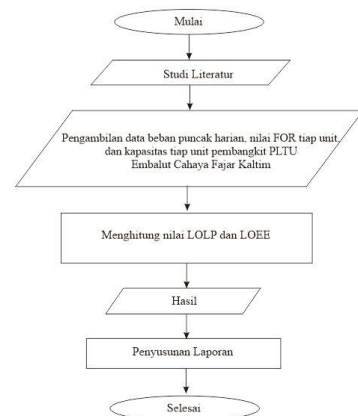 Mulai
Studi Literatur
Pengambilan data beban puncak harian, nilai FOR tiap unit,
dan kapasitas tiap unit pembangkit PLTU
Embalut Cahaya Fajar Kaltim
Menghitung nilai LOLP dan LOEE
Hasil
Penyusunan Laporan
Selesai